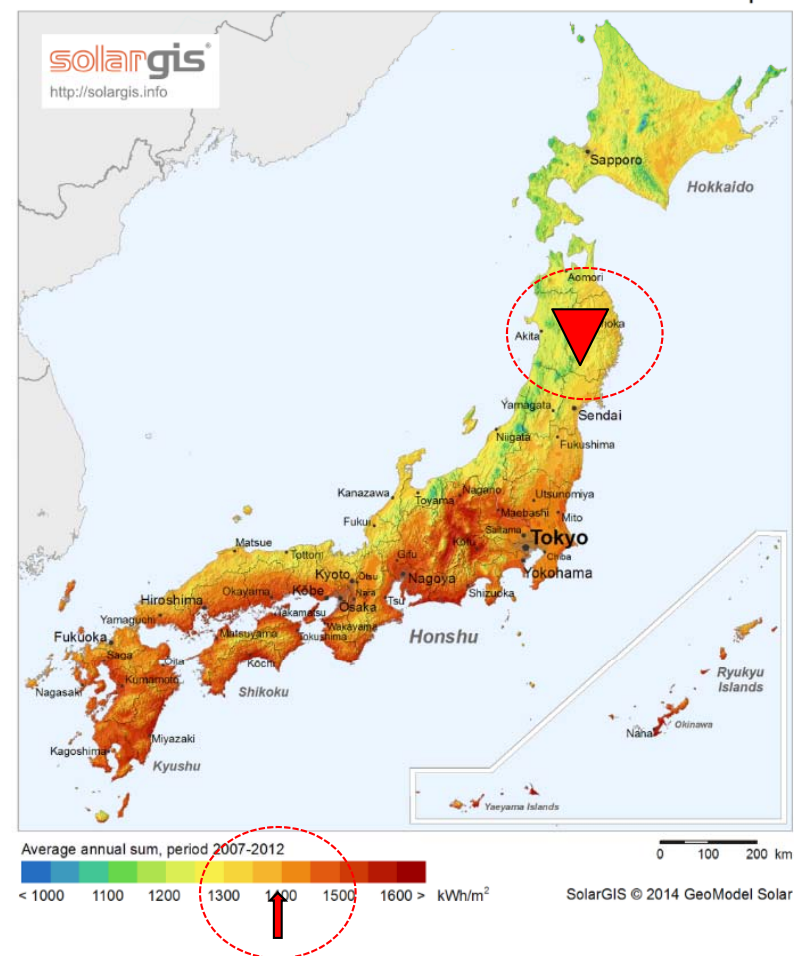 solargis
http://solargis.info
Sapporo
Hokkaido
Aomori
Akita
Yamagata
Sendai
Niigata
Fukushima
Kanazawa
Toyama
Nagano
Utsunomiya
Maebashi
Mito
Fukui
Saitama
Tokyo
Matsue
Tottori
Gifu
Kofu
Chiba
Kyoto
Otsu
Nagoya
Yokohama
Okayama
Kobe
Nara
Shizuoka
Hiroshima
Osaka
Tsu
Takamatsu
Yamaguchi
Wakayama
Matsuyama
Tokushima
Honshu
Fukuoka
Saga
Oita
Kochi
Shikoku
Nagasaki
Kumamoto
Ryukyu
Islands
Miyazaki
Kagoshima
Kyushu
Naha
Okinawa
Yaeyama Islands
Average annual sum, period 2007-2012
0 100 200 km
< 1000 1100 1200 1300 1400 1500 1600 > kWh/m²
SolarGIS © 2014 GeoModel Solar